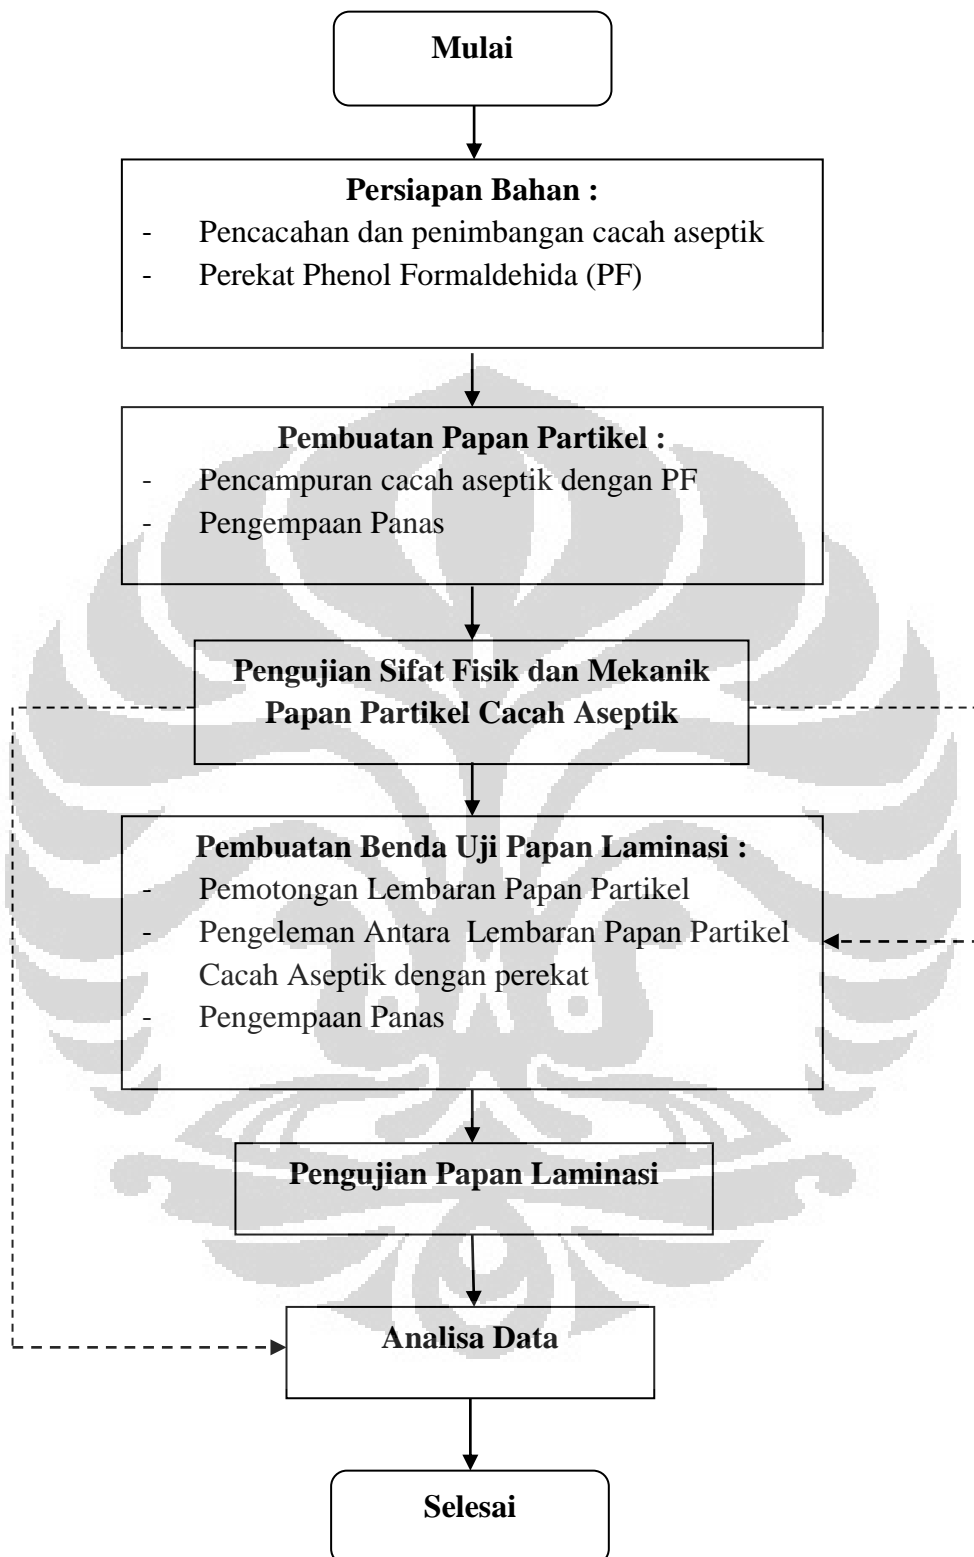 Mulai
Persiapan Bahan :
- Pencacahan dan penimbangan cacah aseptik
- Perekat Phenol Formaldehida (PF)
Pembuatan Papan Partikel :
- Pencampuran cacah aseptik dengan PF
- Pengempaan Panas
Pengujian Sifat Fisik dan Mekanik
Papan Partikel Cacah Aseptik
Pembuatan Benda Uji Papan Laminasi :
- Pemotongan Lembaran Papan Partikel
- Pengeleman Antara Lembaran Papan Partikel
Cacah Aseptik dengan perekat
- Pengempaan Panas
Pengujian Papan Laminasi
Analisa Data
Selesai